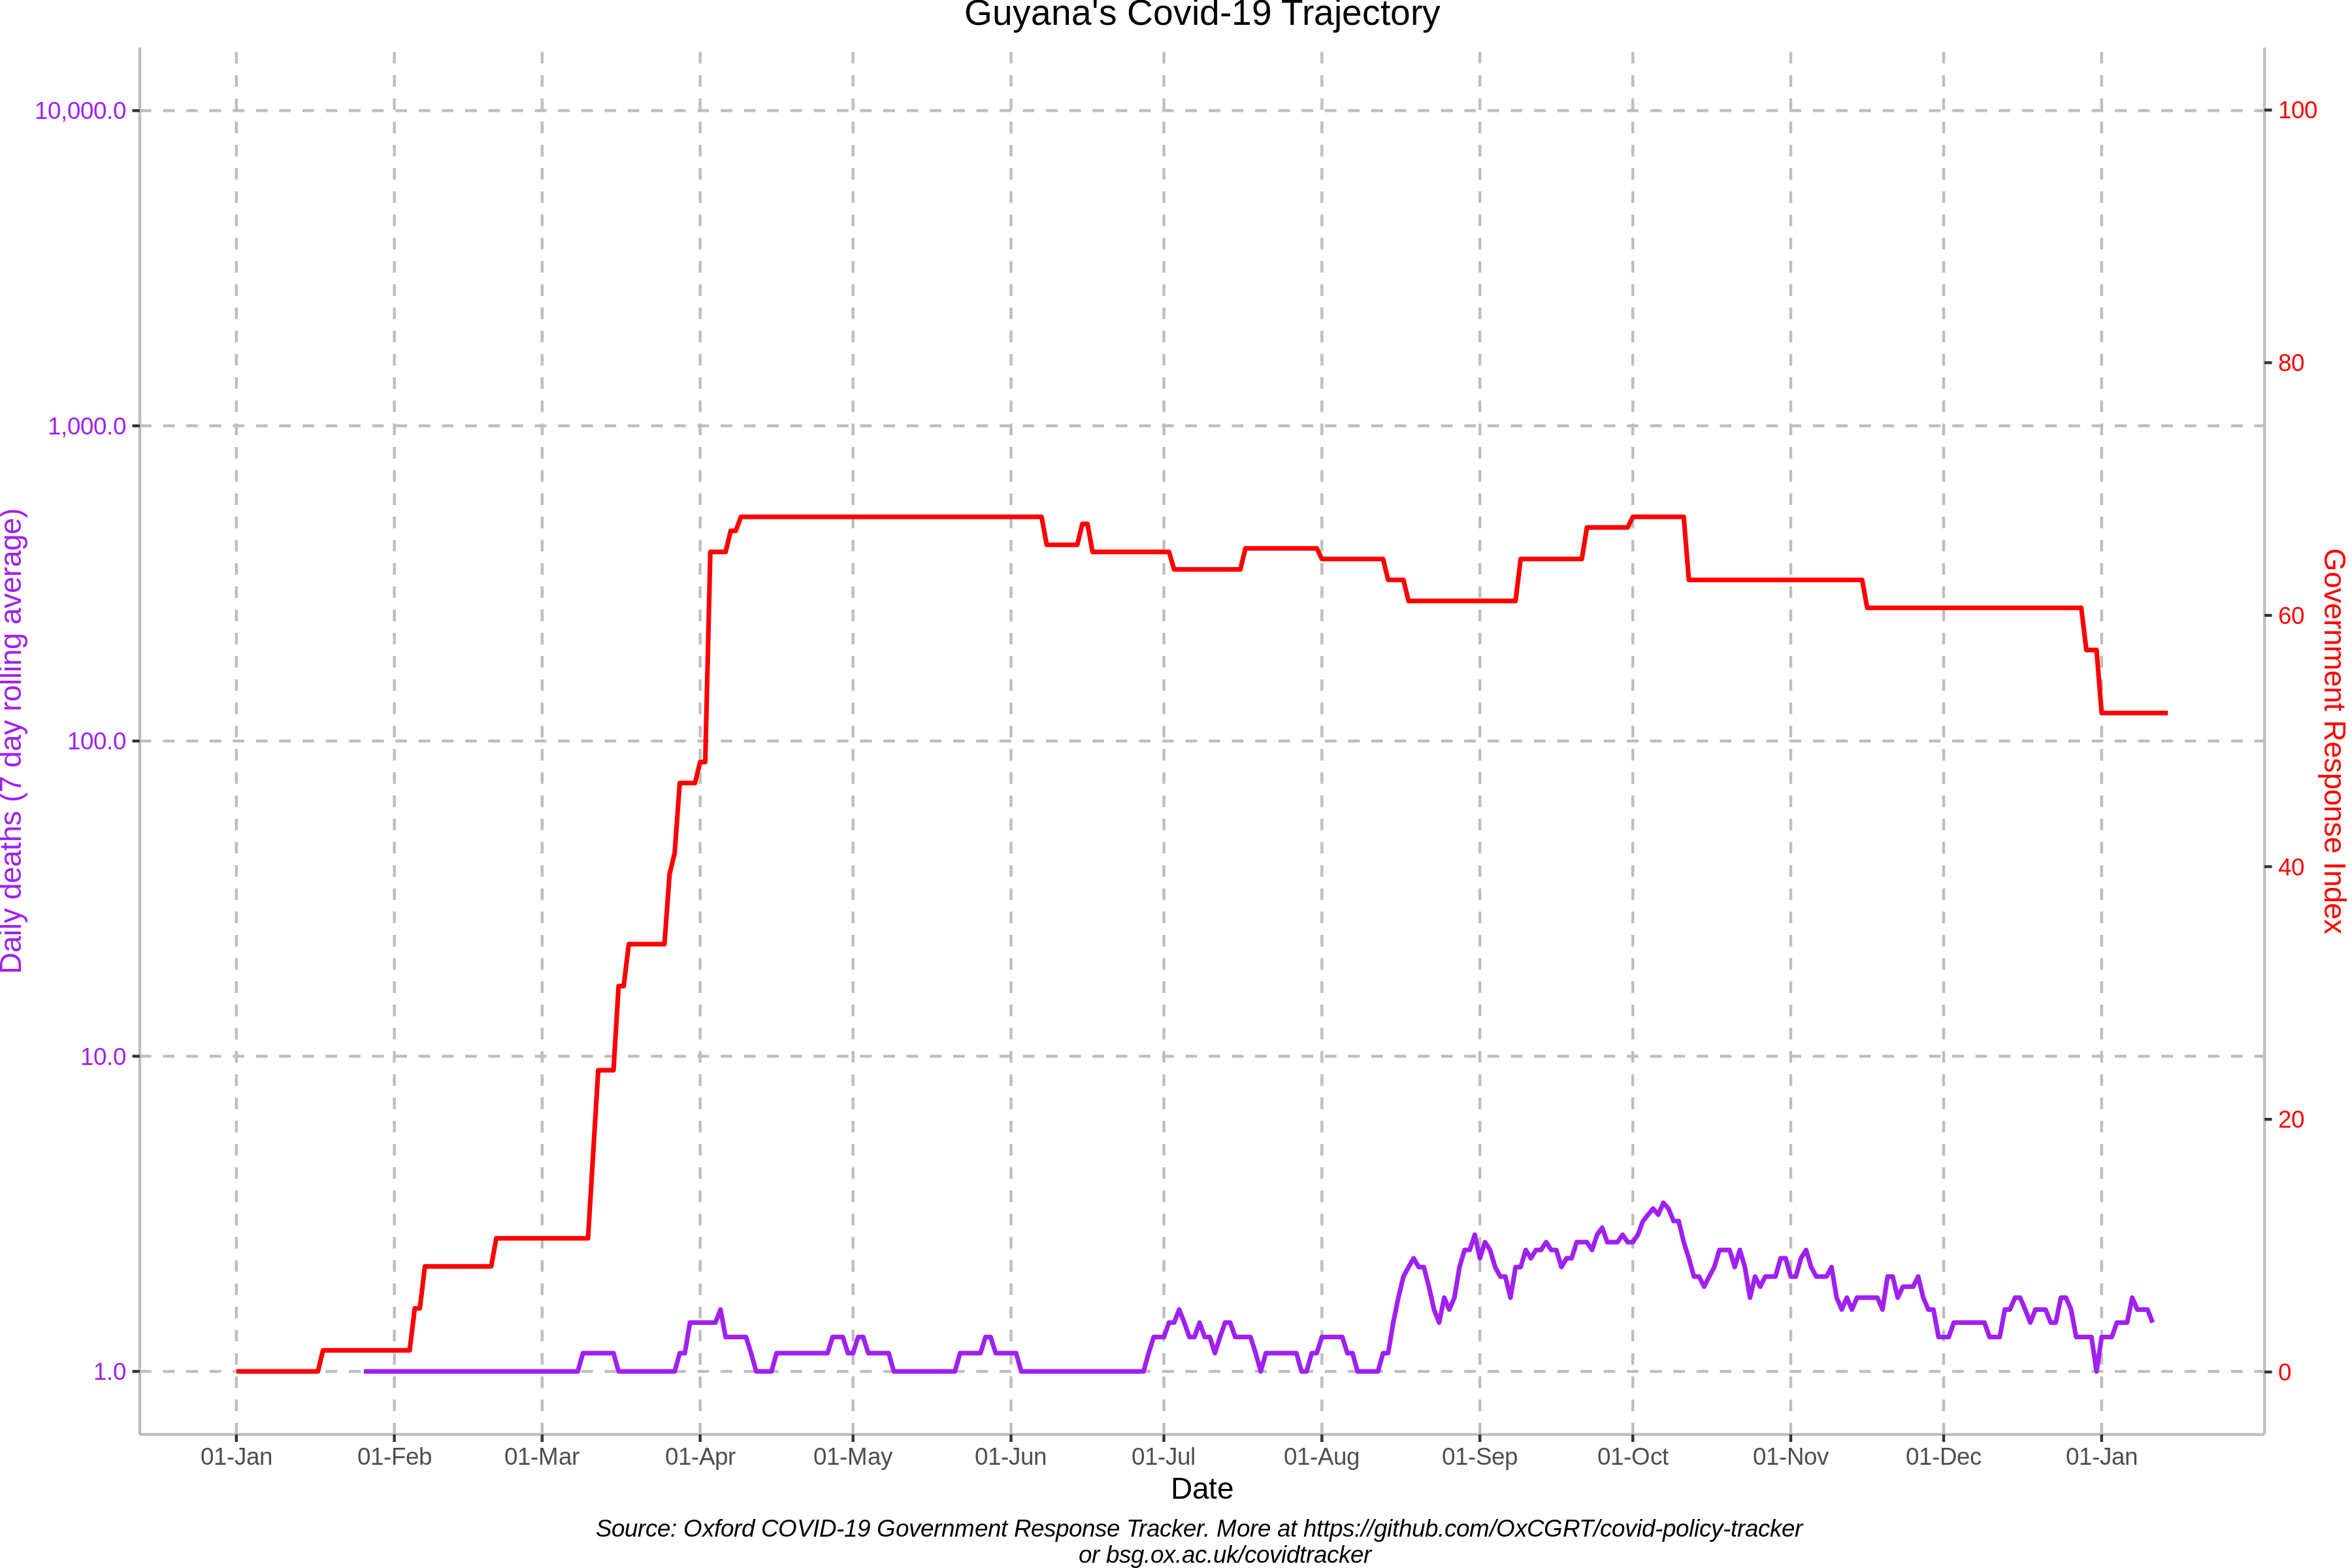 Guyana's Covid-19 Trajectory
10,000.0
1,000.0
100.0
10.0
1.0
Daily deaths (7 day rolling average)
100
80
60
40
20
0
Government Response Index
01-Jan 01-Feb 01-Mar 01-Apr 01-May 01-Jun 01-Jul 01-Aug 01-Sep 01-Oct 01-Nov 01-Dec 01-Jan
Date
Source: Oxford COVID-19 Government Response Tracker. More at https://github.com/OxCGRT/covid-policy-tracker
or bsg.ox.ac.uk/covidtracker